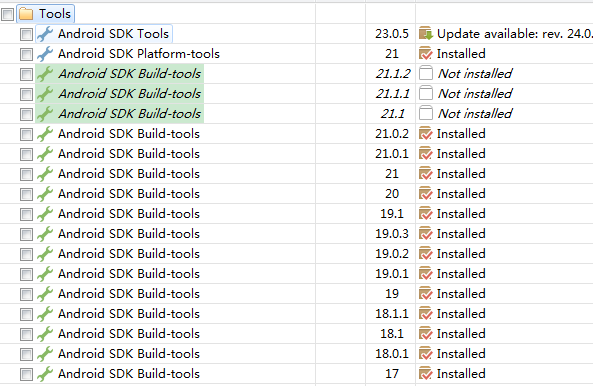 Tools
Android SDK Tools 23.0.5 Update available: rev. 24.0.
Android SDK Platform-tools 21 Installed
Android SDK Build-tools 21.1.2 Not installed
Android SDK Build-tools 21.1.1 Not installed
Android SDK Build-tools 21.1 Not installed
Android SDK Build-tools 21.0.2 Installed
Android SDK Build-tools 21.0.1 Installed
Android SDK Build-tools 21 Installed
Android SDK Build-tools 20 Installed
Android SDK Build-tools 19.1 Installed
Android SDK Build-tools 19.0.3 Installed
Android SDK Build-tools 19.0.2 Installed
Android SDK Build-tools 19.0.1 Installed
Android SDK Build-tools 19 Installed
Android SDK Build-tools 18.1.1 Installed
Android SDK Build-tools 18.1 Installed
Android SDK Build-tools 18.0.1 Installed
Android SDK Build-tools 17 Installed